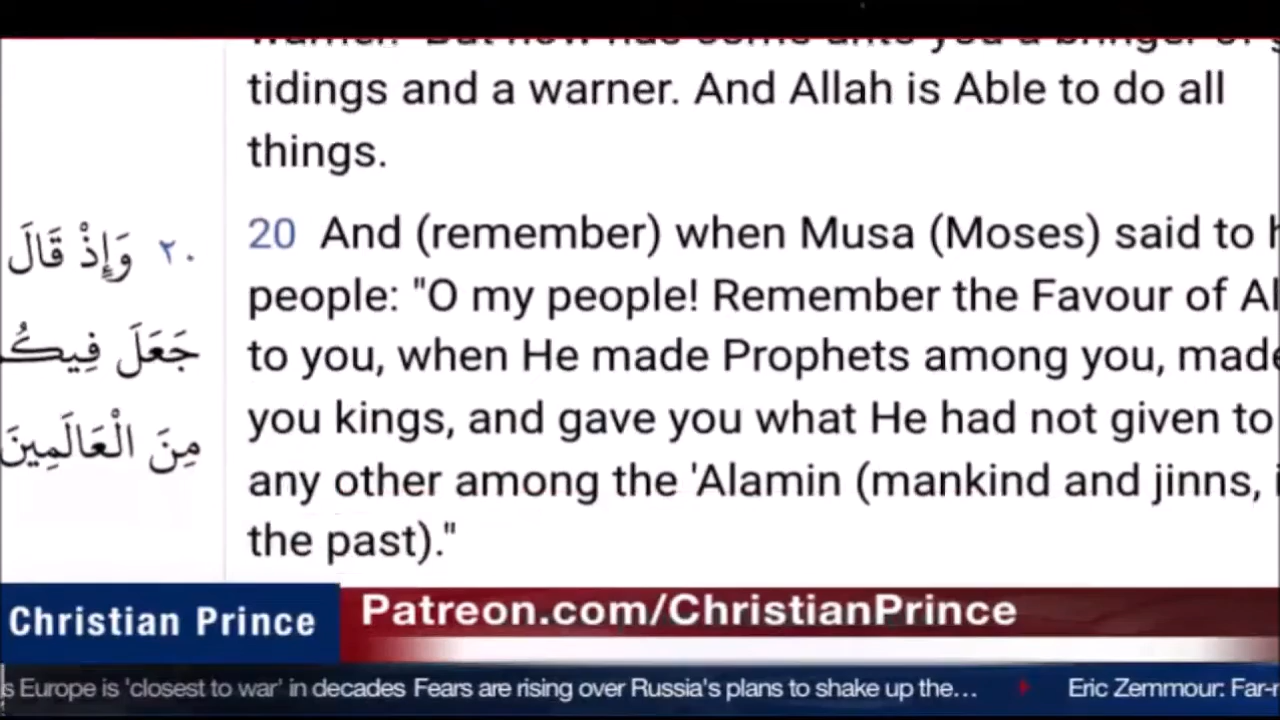 tidings and a warner. And Allah is Able to do all
things.
20 And (remember) when Musa (Moses) said to
people: "O my people! Remember the Favour of
to you, when He made Prophets among you, made
you kings, and gave you what He had not given to
any other among the 'Alamin (mankind and jinns,
the past)."
٢٠ وَإِذْ قَالَ
جَعَلَ
مِنَ الْعَالَمِينَ
Christian Prince
Patreon.com/ChristianPrince
s Europe is 'closest to war' in decades Fears are rising over Russia's plans to shake up the... Eric Zemmour: Far-r